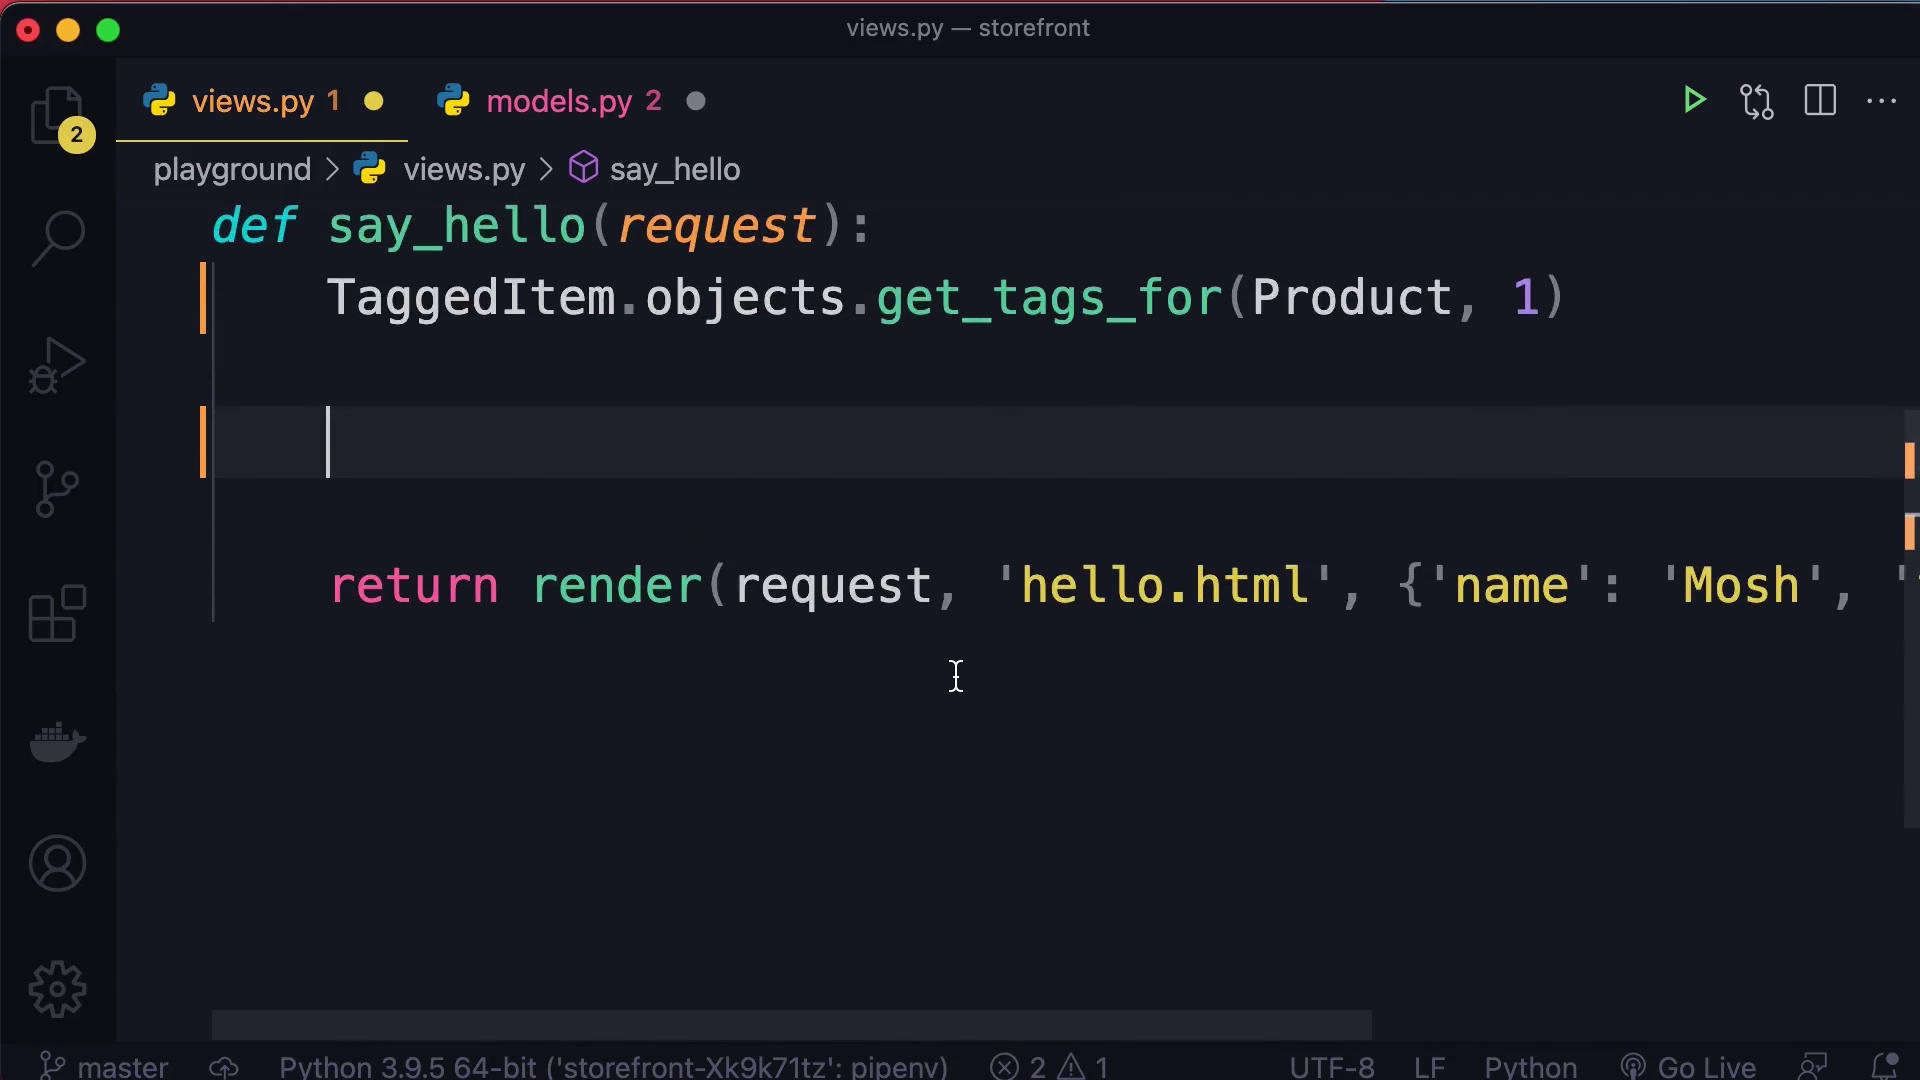 views.py — storefront
views.py 1 models.py 2
2
playground > views.py > say_hello
def say_hello(request):
TaggedItem.objects.get_tags_for(Product, 1)
return render(request, 'hello.html', {'name': 'Mosh', '
master Python 3.9.5 64-bit ('storefront-Xk9k71tz': pipenv) 2 1 UTF-8 LF Python Go Live